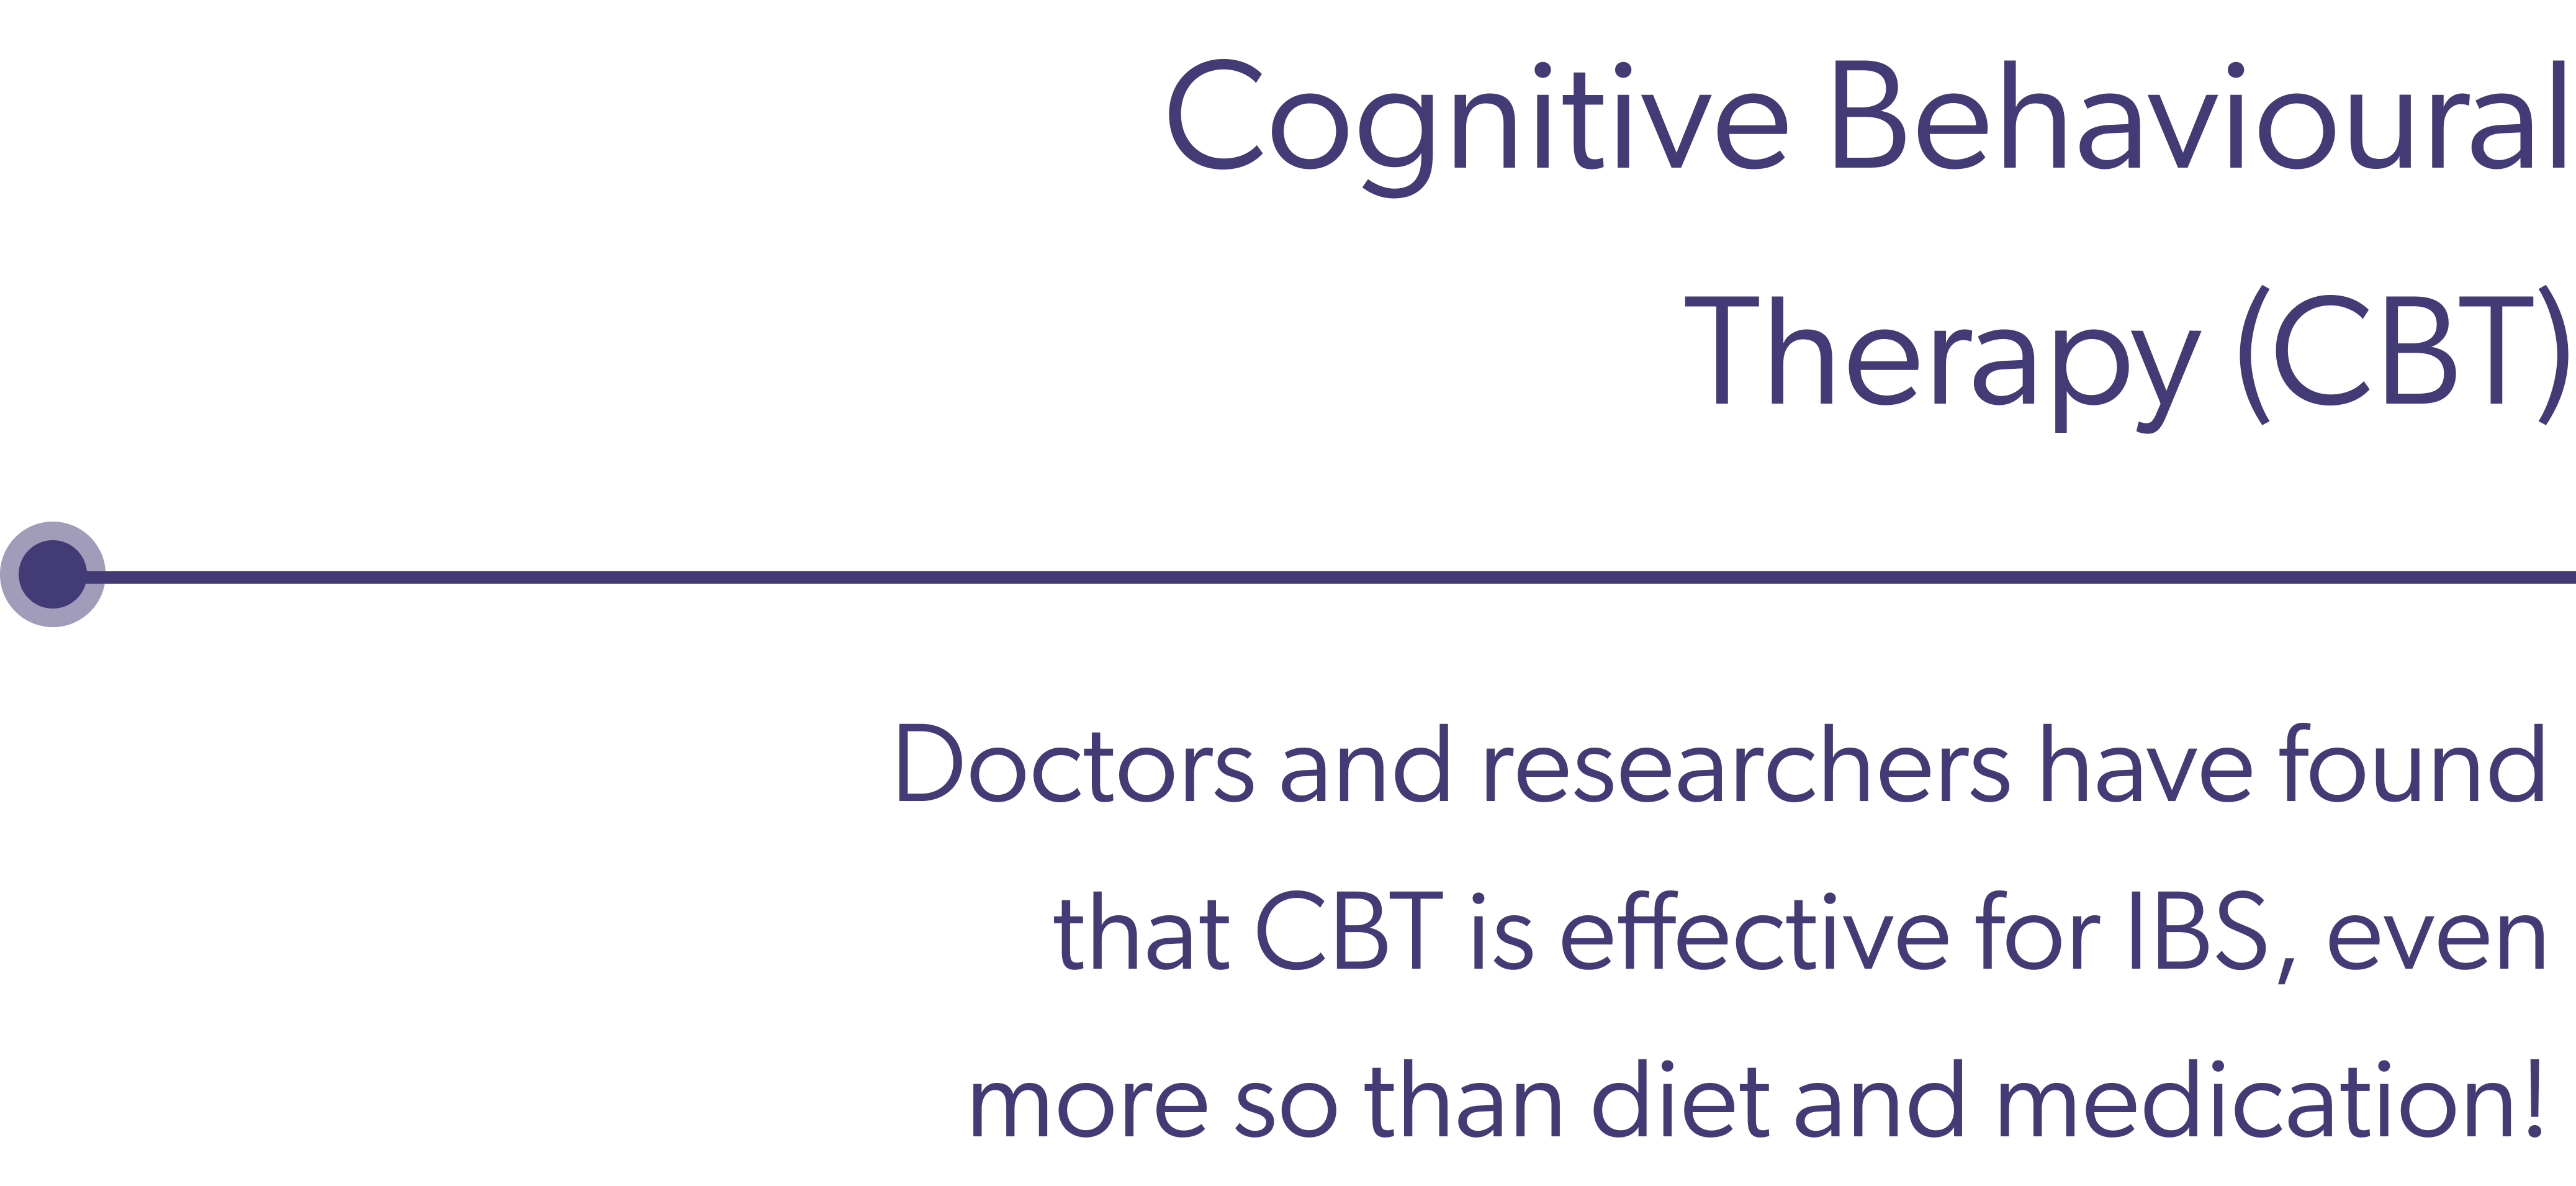 Cognitive Behavioural
Therapy (CBT)
Doctors and researchers have found
that CBT is effective for IBS, even
more so than diet and medication!